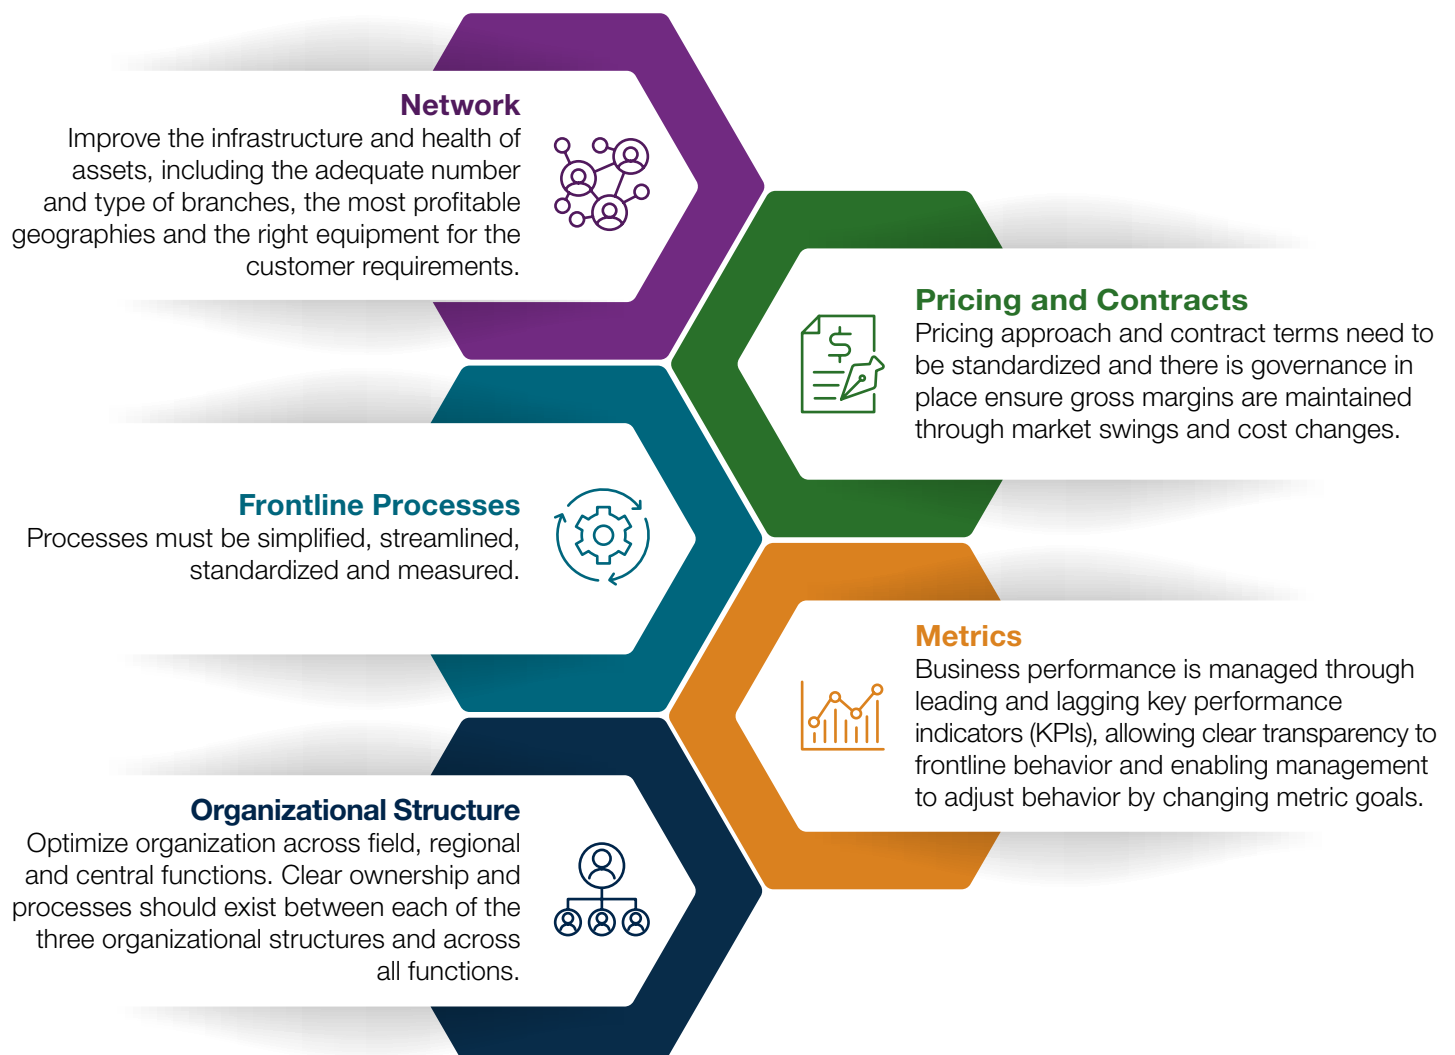 Network
Improve the infrastructure and health of
assets, including the adequate number
and type of branches, the most profitable
geographies and the right equipment for the
customer requirements.
Pricing and Contracts
Pricing approach and contract terms need to
be standardized and there is governance in
place ensure gross margins are maintained
through market swings and cost changes.
$
Frontline Processes
Processes must be simplified, streamlined,
standardized and measured.
Metrics
Business performance is managed through
leading and lagging key performance
indicators (KPIs), allowing clear transparency to
frontline behavior and enabling management
to adjust behavior by changing metric goals.
Organizational Structure
Optimize organization across field, regional
and central functions. Clear ownership and
processes should exist between each of the
three organizational structures and across
all functions.